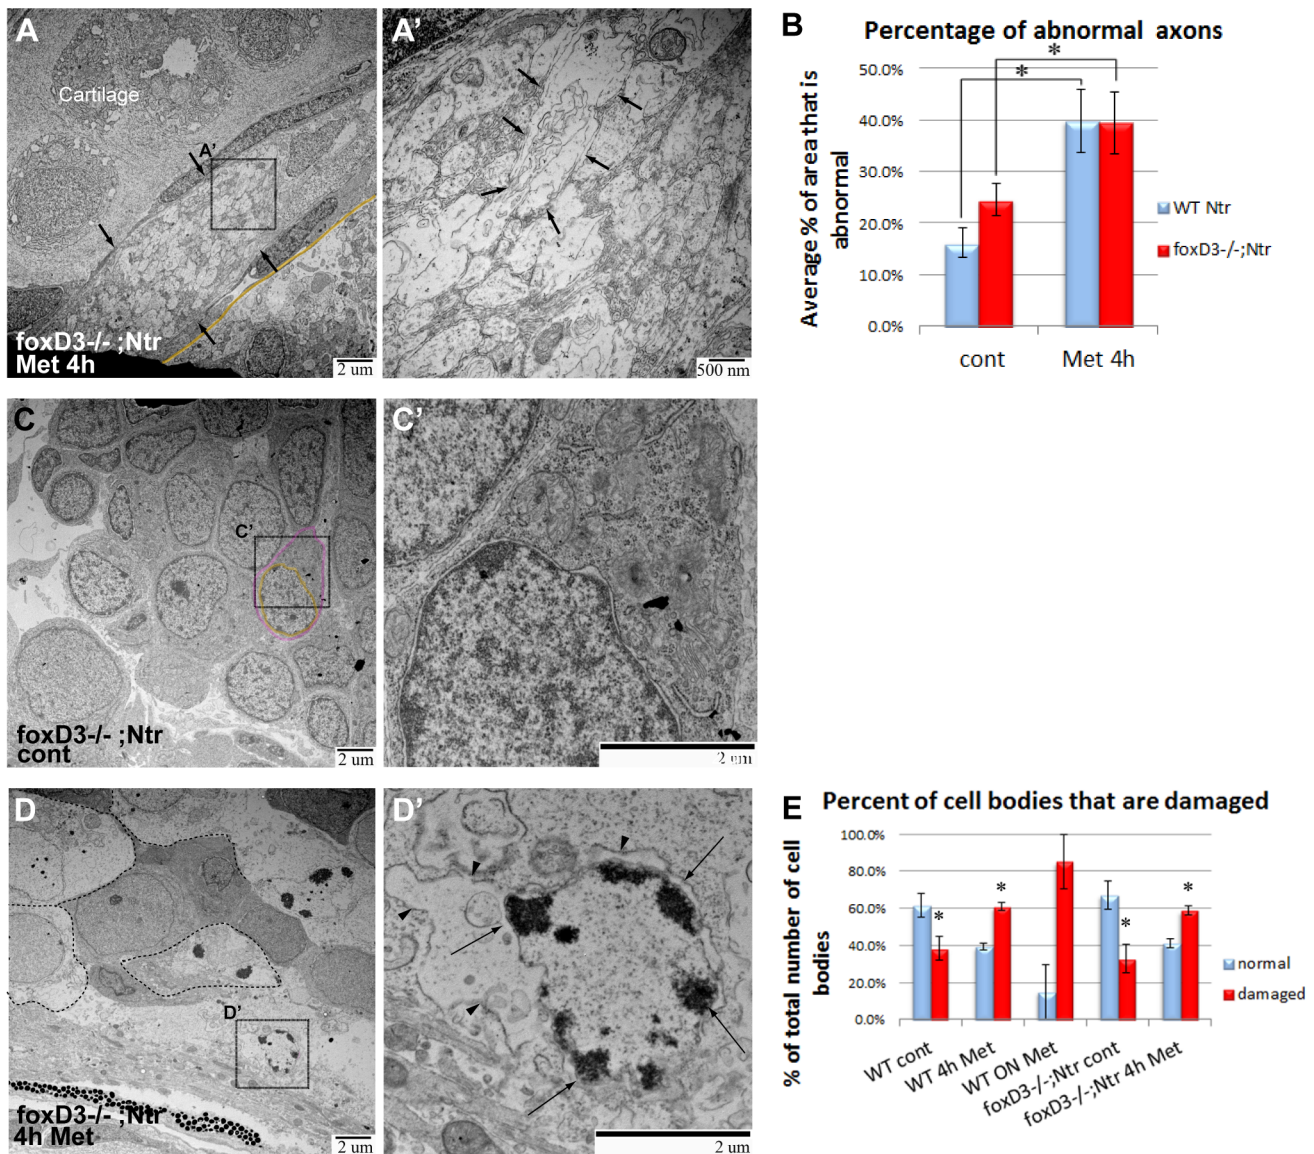 A
Cartilage
A'
foxD3-/- ;Ntr
Met 4h
2 um
A'
500 nm
B
Percentage of abnormal axons
*
*
Average % of area that is
abnormal
50.0%
40.0%
30.0%
20.0%
10.0%
0.0%
cont
Met 4h
WT Ntr
foxD3-/-;Ntr
C
C'
foxD3-/- ;Ntr
cont
2 um
C'
2 um
D
D'
foxD3-/- ;Ntr
4h Met
2 um
D'
2 um
E
Percent of cell bodies that are damaged
% of total number of cell
bodies
100.0%
80.0%
60.0%
40.0%
20.0%
0.0%
*
*
*
*
WT cont
WT 4h Met
WT ON Met
foxD3-/-;Ntr cont
foxD3-/-;Ntr 4h Met
normal
damaged